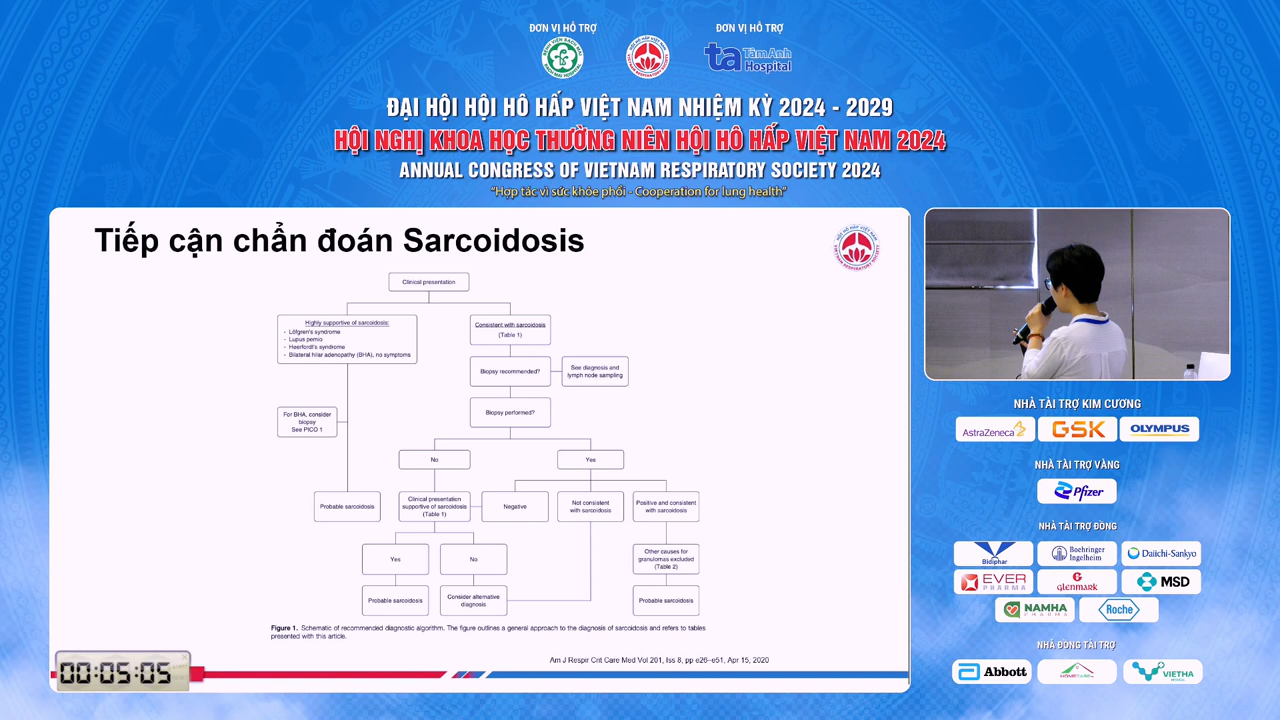 ĐƠN VỊ HỖ TRỢ
ĐƠN VỊ HỖ TRỢ
ta TâmAnh Hospital
ĐẠI HỘI HỘI HÔ HẤP VIỆT NAM NHIỆM KỲ 2024 - 2029
HỘI NGHỊ KHOA HỌC THƯỜNG NIÊN HỘI HÔ HẤP VIỆT NAM 2024
ANNUAL CONGRESS OF VIETNAM RESPIRATORY SOCIETY 2024
"Hợp tác vì sức khỏe phổi - Cooperation for lung health"
Tiếp cận chẩn đoán Sarcoidosis
Clinical presentation
Highly supportive of sarcoidosis:
- Löfgren's syndrome
- Lupus pernio
- Heerfordt's syndrome
- Bilateral hilar adenopathy (BHA), no symptoms
Consistent with sarcoidosis
(Table 1)
Biopsy recommended?
See diagnosis and
lymph node sampling
For BHA, consider
biopsy
See PICO 1
Biopsy performed?
No
Yes
Probable sarcoidosis
Clinical presentation
supportive of sarcoidosis
(Table 1)
Negative
Not consistent
with sarcoidosis
Positive and consistent
with sarcoidosis
Yes
No
Other causes for
granulomas excluded
(Table 2)
Probable sarcoidosis
Consider alternative
diagnosis
Probable sarcoidosis
Figure 1. Schematic of recommended diagnostic algorithm. The figure outlines a general approach to the diagnosis of sarcoidosis and refers to tables
presented with this article.
Am J Respir Crit Care Med Vol 201, Iss 8, pp e26–e51, Apr 15, 2020
00:05:05
NHÀ TÀI TRỢ KIM CƯƠNG
AstraZeneca
GSK
OLYMPUS
NHÀ TÀI TRỢ VÀNG
Pfizer
NHÀ TÀI TRỢ ĐỒNG
Bidiphar
Boehringer
Ingelheim
Daiichi-Sankyo
EVER
PHARMA
glenmark
MSD
NAMHA
PHARMA
Roche
NHÀ ĐỒNG TÀI TRỢ
Abbott
HOMECARE
VIETHA